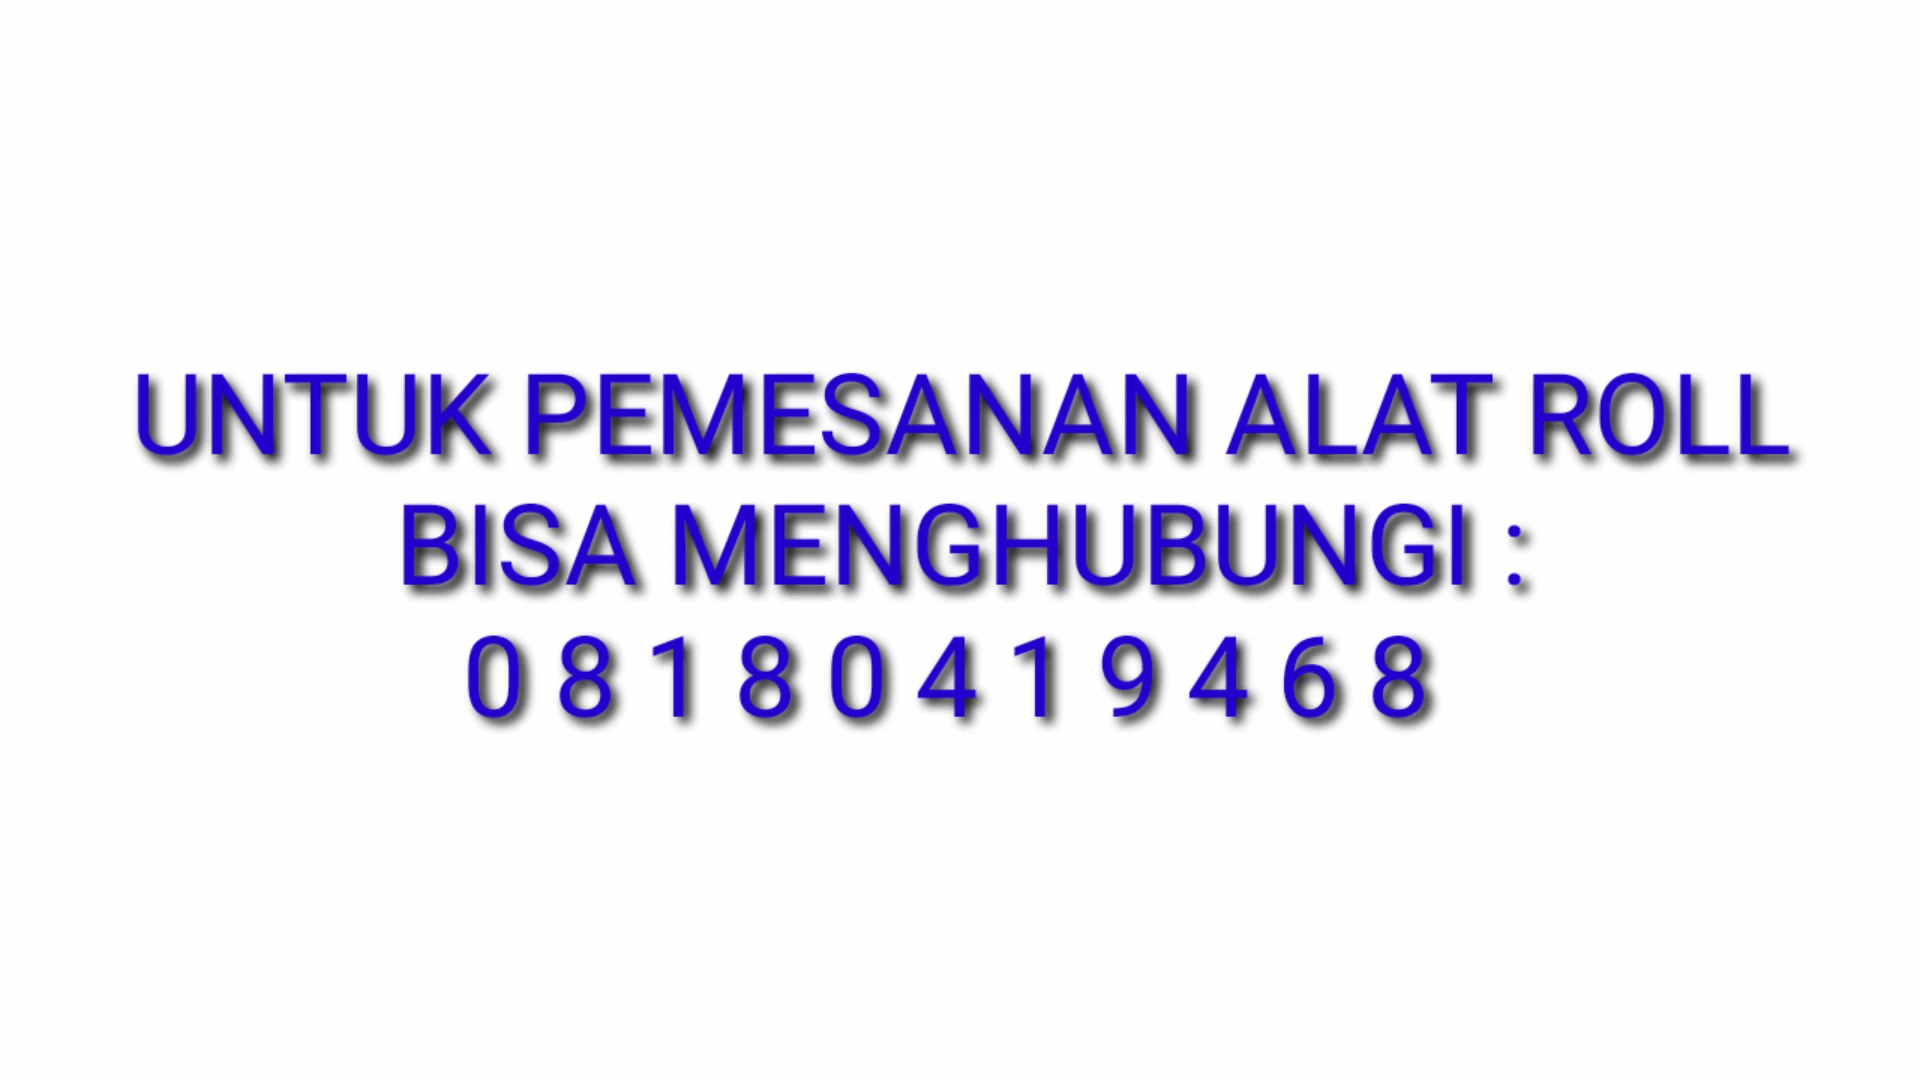 UNTUK PEMESANAN ALAT ROLL
BISA MENGHUBUNGI :
0 8 1 8 0 4 1 9 4 6 8